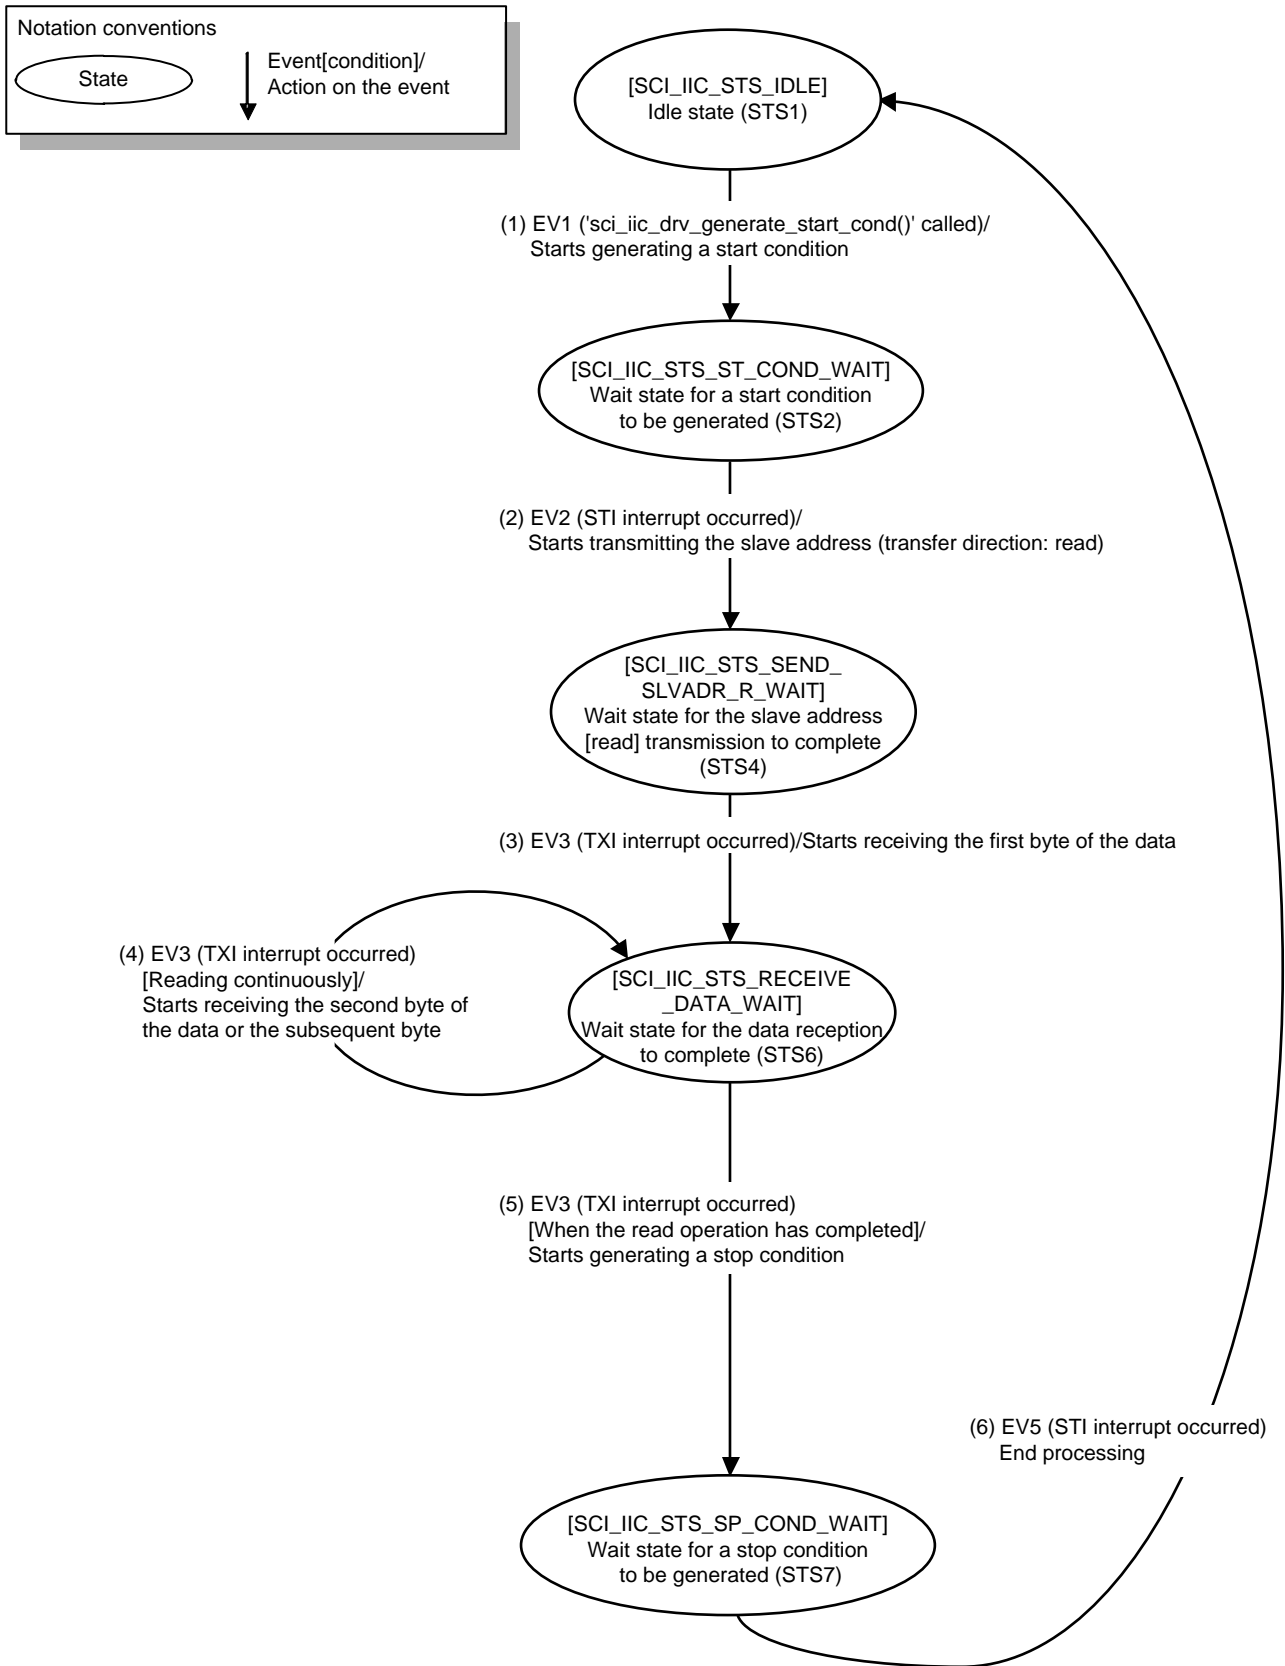 Notation conventions
State
Event[condition]/
Action on the event
[SCI_IIC_STS_IDLE]
Idle state (STS1)
(1) EV1 ('sci_iic_drv_generate_start_cond()' called)/
Starts generating a start condition
[SCI_IIC_STS_ST_COND_WAIT]
Wait state for a start condition
to be generated (STS2)
(2) EV2 (STI interrupt occurred)/
Starts transmitting the slave address (transfer direction: read)
[SCI_IIC_STS_SEND_
SLVADR_R_WAIT]
Wait state for the slave address
[read] transmission to complete
(STS4)
(3) EV3 (TXI interrupt occurred)/Starts receiving the first byte of the data
(4) EV3 (TXI interrupt occurred)
[Reading continuously]/
Starts receiving the second byte of
the data or the subsequent byte
[SCI_IIC_STS_RECEIVE
_DATA_WAIT]
Wait state for the data reception
to complete (STS6)
(5) EV3 (TXI interrupt occurred)
[When the read operation has completed]/
Starts generating a stop condition
(6) EV5 (STI interrupt occurred)
End processing
[SCI_IIC_STS_SP_COND_WAIT]
Wait state for a stop condition
to be generated (STS7)